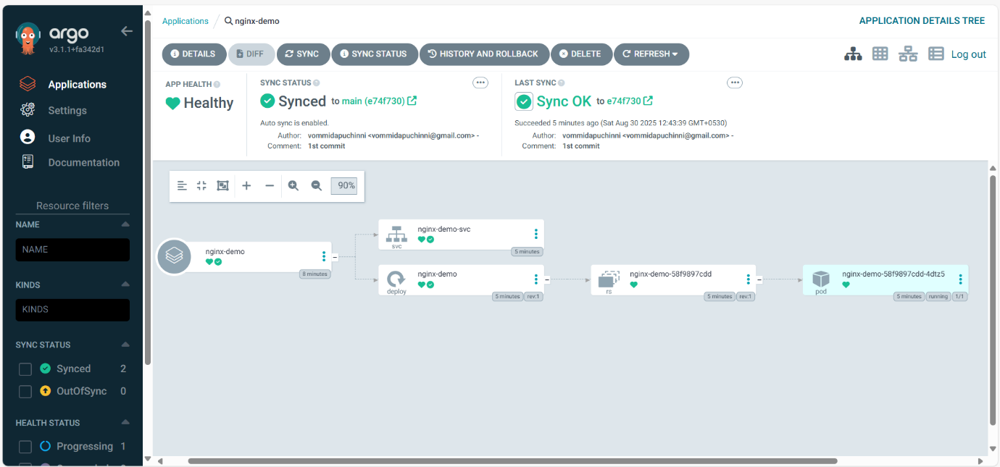 argo
v3.1.1+fa342d1
Applications
Settings
User Info
Documentation
Resource filters
NAME
NAME
KINDS
KINDS
SYNC STATUS
Synced 2
OutOfSync 0
HEALTH STATUS
Progressing 1
Applications / nginx-demo
APPLICATION DETAILS TREE
DETAILS DIFF SYNC SYNC STATUS HISTORY AND ROLLBACK DELETE REFRESH
Log out
APP HEALTH
Healthy
SYNC STATUS
Synced to main (e74f730)
Auto sync is enabled.
Author: vommidapuchinni <vommidapuchinni@gmail.com> -
Comment: 1st commit
LAST SYNC
Sync OK to e74f730
Succeeded 5 minutes ago (Sat Aug 30 2025 12:43:39 GMT+0530)
Author: vommidapuchinni <vommidapuchinni@gmail.com> -
Comment: 1st commit
90%
nginx-demo
8 minutes
nginx-demo-svc
svc
5 minutes
nginx-demo
deploy
5 minutes rev:1
nginx-demo-58f9897cdd
rs
5 minutes rev:1
nginx-demo-58f9897cdd-4dtz5
pod
5 minutes running 1/1